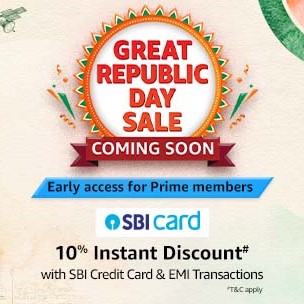 GREAT
REPUBLIC
DAY
SALE
COMING SOON
Early access for Prime members
SBI card
10% Instant Discount#
with SBI Credit Card & EMI Transactions
#T&C apply